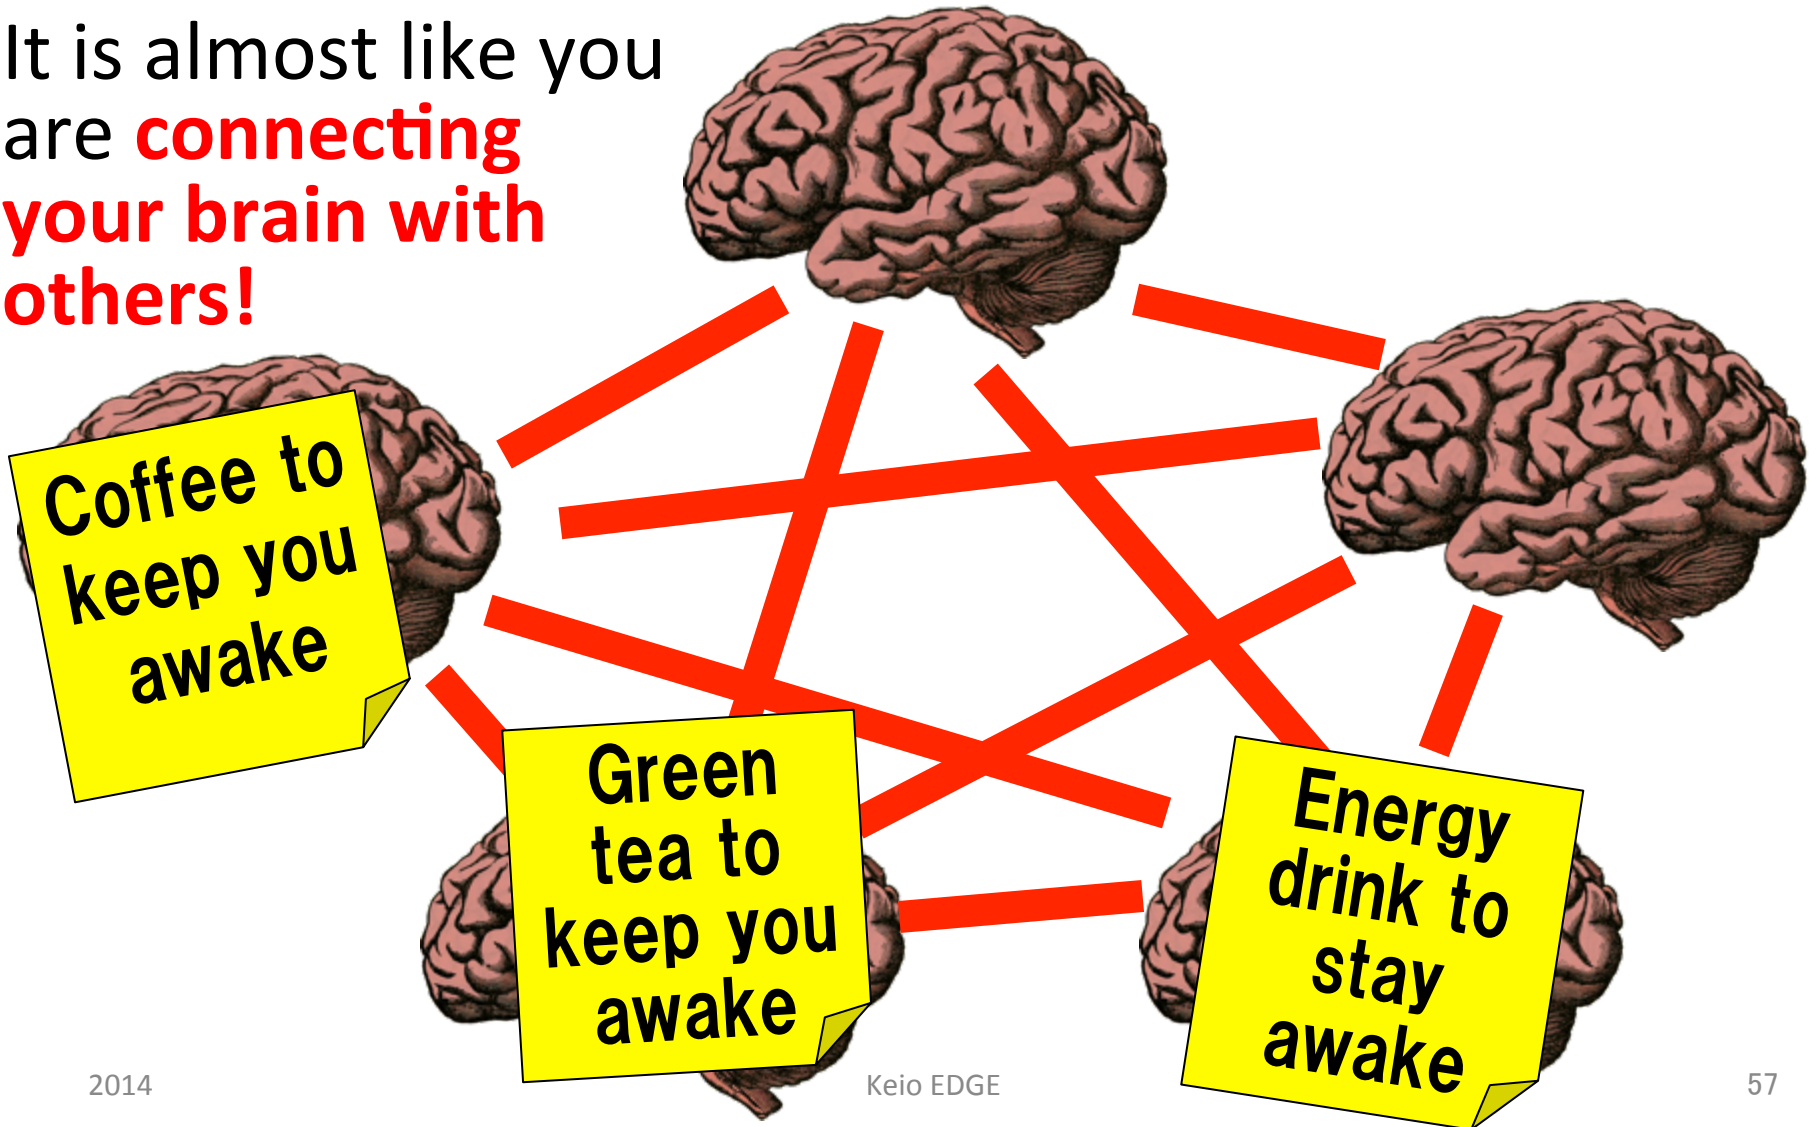 It is almost like you
are connecting
your brain with
others!
Coffee to
keep you
awake
Green
tea to
keep you
awake
Energy
drink to
stay
awake
2014
Keio EDGE
57